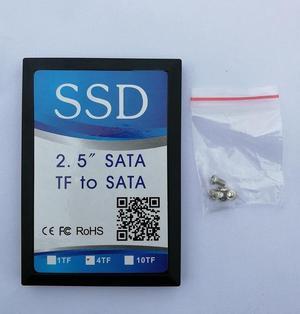 SSD
2.5" SATA
TF to SATA
CE FC RoHS
1TF 4TF 10TF